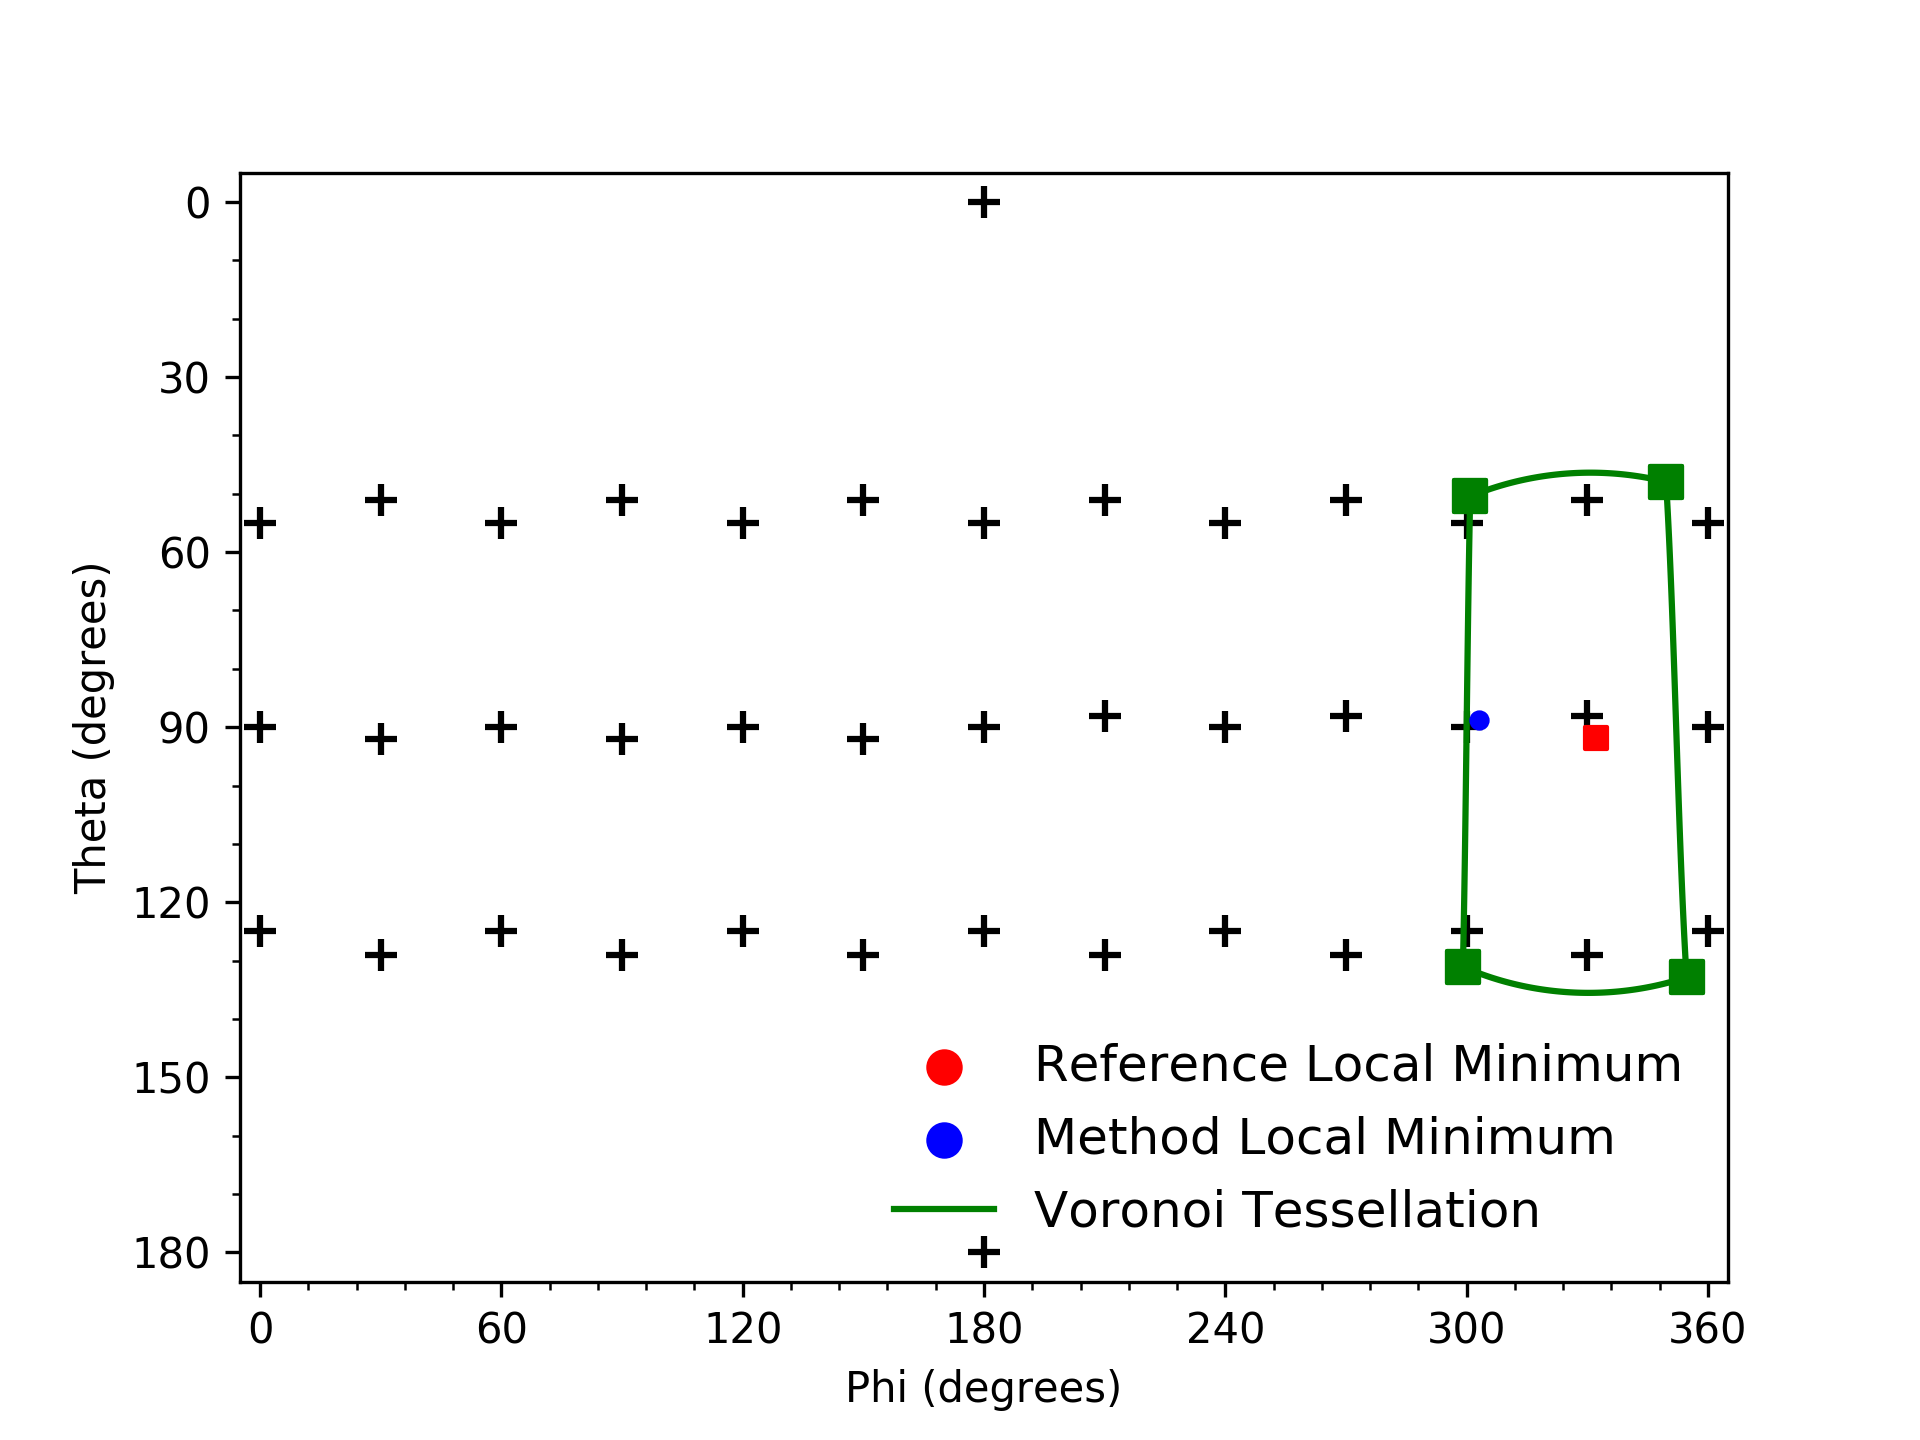 0
30
60
90
120
150
180
Theta (degrees)
Reference Local Minimum
Method Local Minimum
Voronoi Tessellation
0 60 120 180 240 300 360
Phi (degrees)